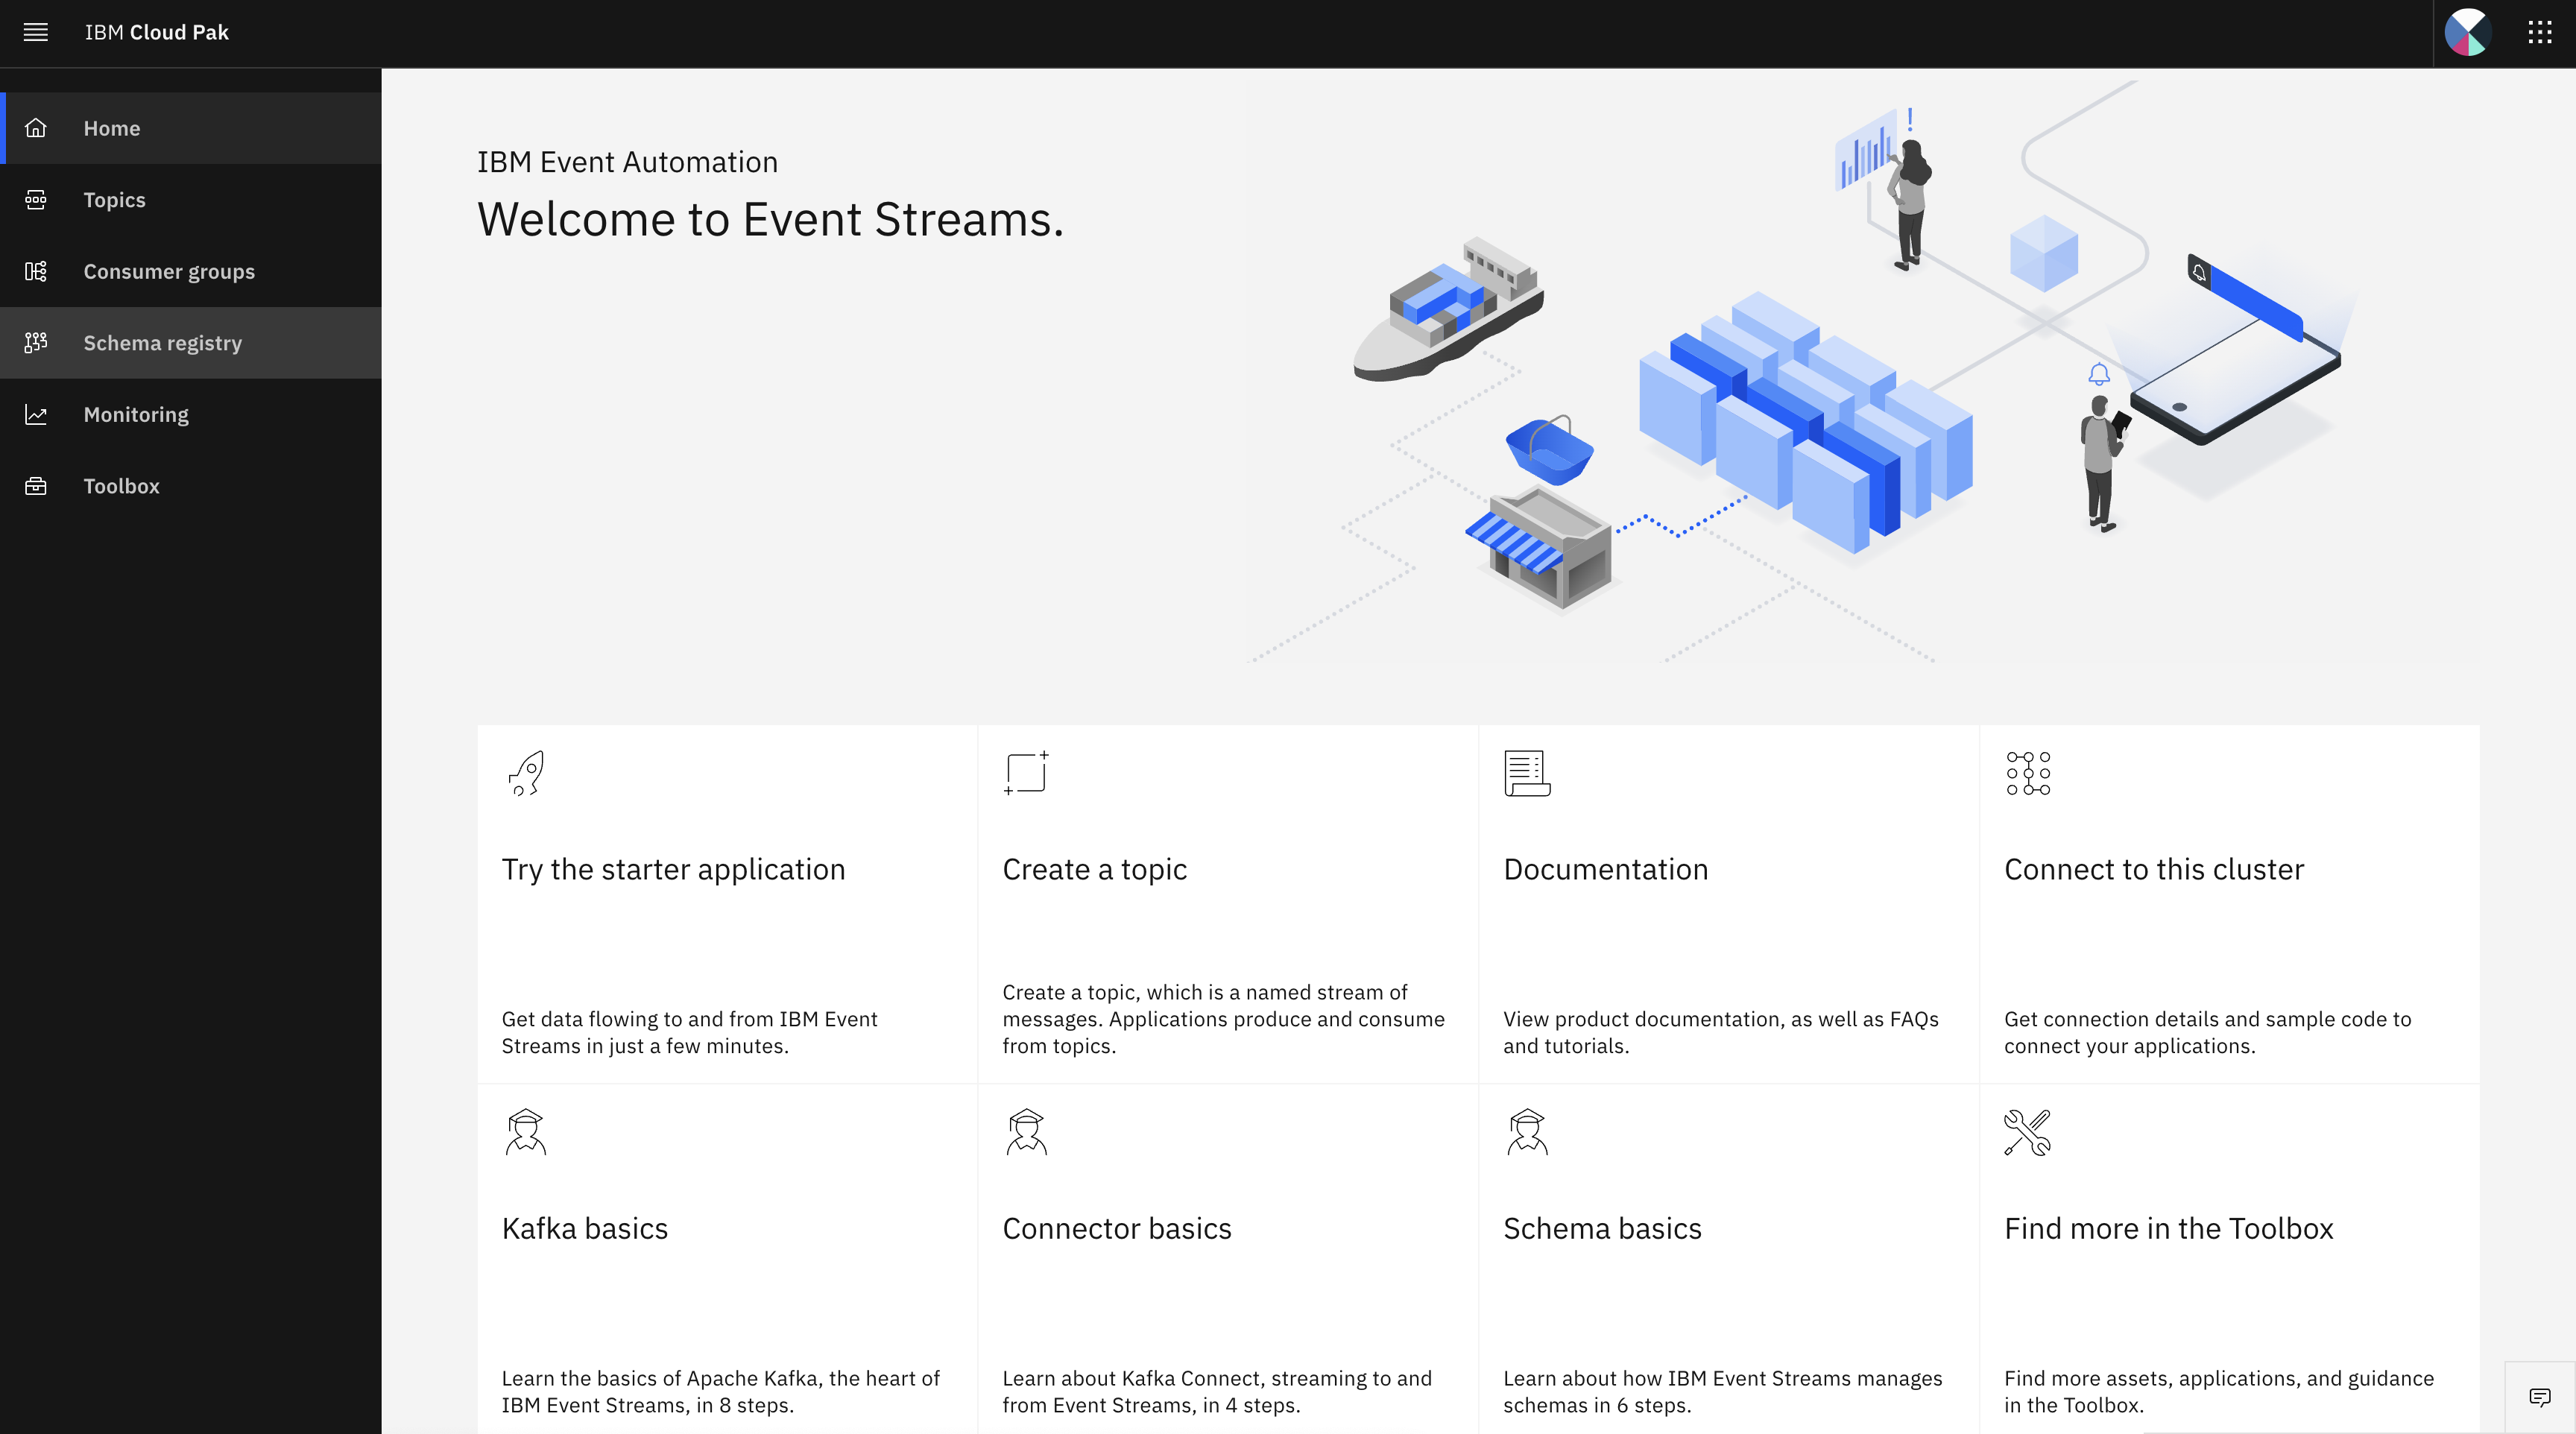 IBM Cloud Pak
Home
Topics
Consumer groups
Schema registry
Monitoring
Toolbox
IBM Event Automation
Welcome to Event Streams.
!
Try the starter application
Get data flowing to and from IBM Event
Streams in just a few minutes.
Create a topic
Create a topic, which is a named stream of
messages. Applications produce and consume
from topics.
Documentation
View product documentation, as well as FAQs
and tutorials.
Connect to this cluster
Get connection details and sample code to
connect your applications.
Kafka basics
Learn the basics of Apache Kafka, the heart of
IBM Event Streams, in 8 steps.
Connector basics
Learn about Kafka Connect, streaming to and
from Event Streams, in 4 steps.
Schema basics
Learn about how IBM Event Streams manages
schemas in 6 steps.
Find more in the Toolbox
Find more assets, applications, and guidance
in the Toolbox.